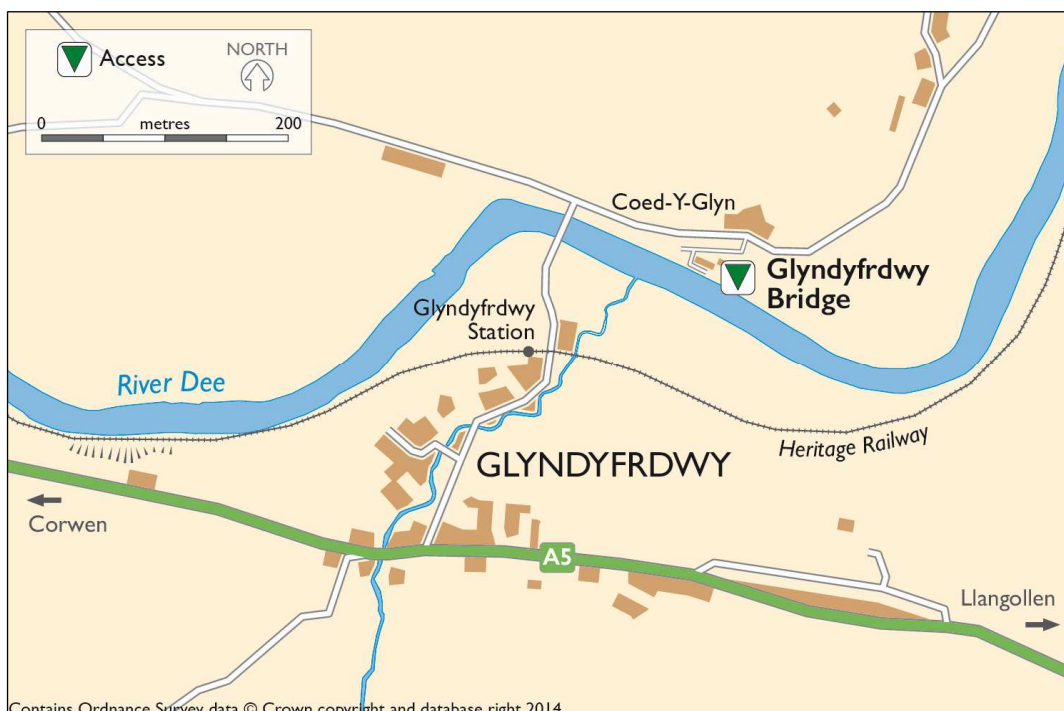 Access
NORTH
0 metres 200
Coed-Y-Glyn
Glyndyfrdwy
Bridge
Glyndyfrdwy
Station
River Dee
Heritage Railway
GLYNDYFRDWY
Corwen
A5
Llangollen
Contains Ordnance Survey data © Crown copyright and database right 2014